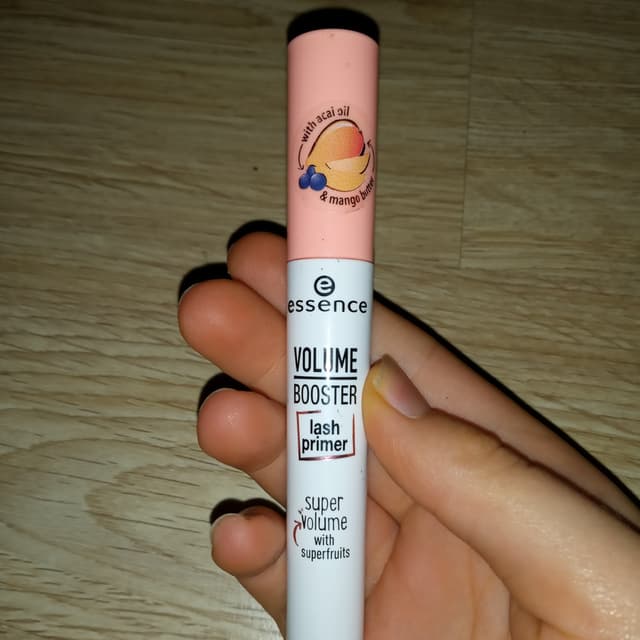 with acai oil
& mango butter
essence
VOLUME
BOOSTER
lash
primer
super
volume
with
superfruits